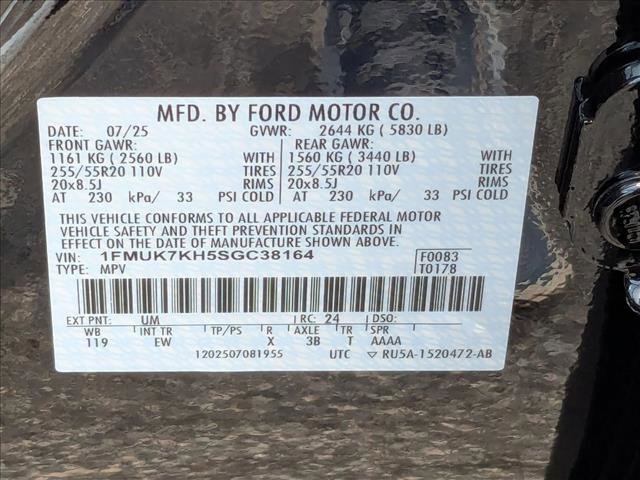 MFD. BY FORD MOTOR CO.
DATE: 07/25 GVWR: 2644 KG ( 5830 LB)
FRONT GAWR: REAR GAWR:
1161 KG ( 2560 LB) WITH 1560 KG ( 3440 LB) WITH
255/55R20 110V TIRES 255/55R20 110V TIRES
20x8.5J RIMS 20x8.5J RIMS
AT 230 kPa/ 33 PSI COLD AT 230 kPa/ 33 PSI COLD
THIS VEHICLE CONFORMS TO ALL APPLICABLE FEDERAL MOTOR
VEHICLE SAFETY AND THEFT PREVENTION STANDARDS IN
EFFECT ON THE DATE OF MANUFACTURE SHOWN ABOVE.
VIN: 1FMUK7KH5SGC38164 F0083
TYPE: MPV T0178
EXT PNT: UM RC: 24 DSO:
WB INT TR TP/PS R AXLE TR SPR
119 EW X 3B T AAAA
1202507081955 UTC ▽ RU5A-1520472-AB